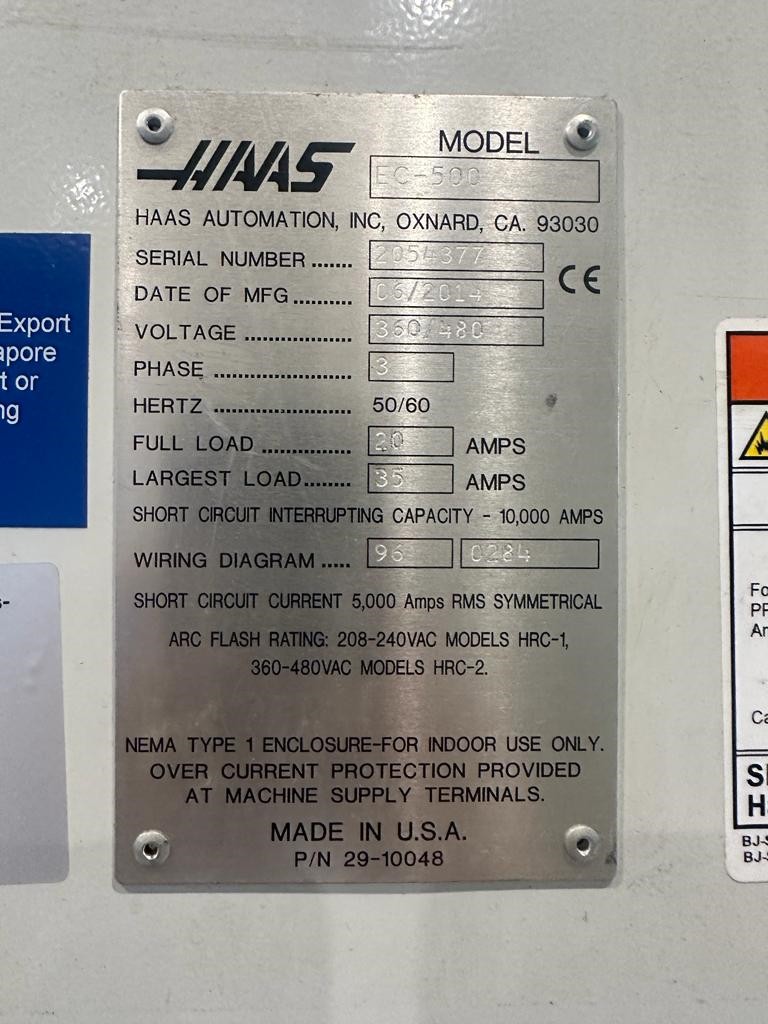 HAAS
MODEL
EC-500
HAAS AUTOMATION, INC, OXNARD, CA. 93030
SERIAL NUMBER ....... 2054377
CE
DATE OF MFG.......... 06/2014
VOLTAGE ................. 360/480
PHASE ...................... 3
HERTZ ...................... 50/60
FULL LOAD .............. 20 AMPS
LARGEST LOAD........ 35 AMPS
SHORT CIRCUIT INTERRUPTING CAPACITY - 10,000 AMPS
WIRING DIAGRAM ..... 96 0284
SHORT CIRCUIT CURRENT 5,000 Amps RMS SYMMETRICAL
ARC FLASH RATING: 208-240VAC MODELS HRC-1,
360-480VAC MODELS HRC-2.
NEMA TYPE 1 ENCLOSURE-FOR INDOOR USE ONLY.
OVER CURRENT PROTECTION PROVIDED
AT MACHINE SUPPLY TERMINALS.
MADE IN U.S.A.
P/N 29-10048
Export
apore
t or
ng